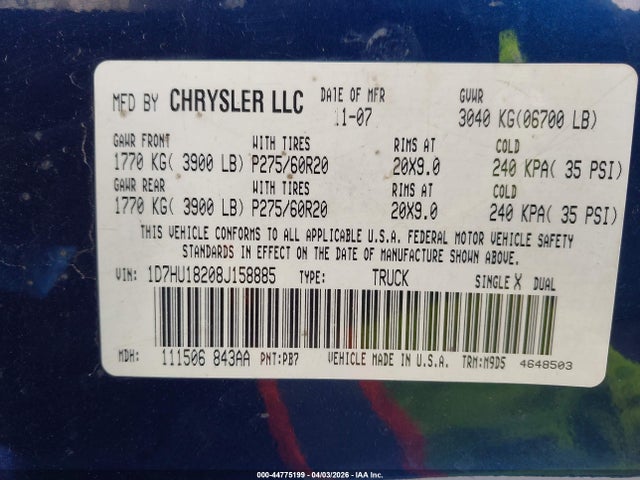 MFD BY CHRYSLER LLC DATE OF MFR 11-07 GVWR 3040 KG(06700 LB)
GAWR FRONT WITH TIRES RIMS AT COLD
1770 KG( 3900 LB) P275/60R20 20X9.0 240 KPA( 35 PSI)
GAWR REAR WITH TIRES RIMS AT COLD
1770 KG( 3900 LB) P275/60R20 20X9.0 240 KPA( 35 PSI)
THIS VEHICLE CONFORMS TO ALL APPLICABLE U.S.A. FEDERAL MOTOR VEHICLE SAFETY
STANDARDS IN EFFECT ON THE DATE OF MANUFACTURE SHOWN ABOVE.
VIN: 1D7HU18208J158885 TYPE: TRUCK SINGLE X DUAL
MDH: 111506 843AA PNT:PB7 VEHICLE MADE IN U.S.A. TRM:M9D5 4648503
000-44775199 - 04/03/2026 - IAA Inc.